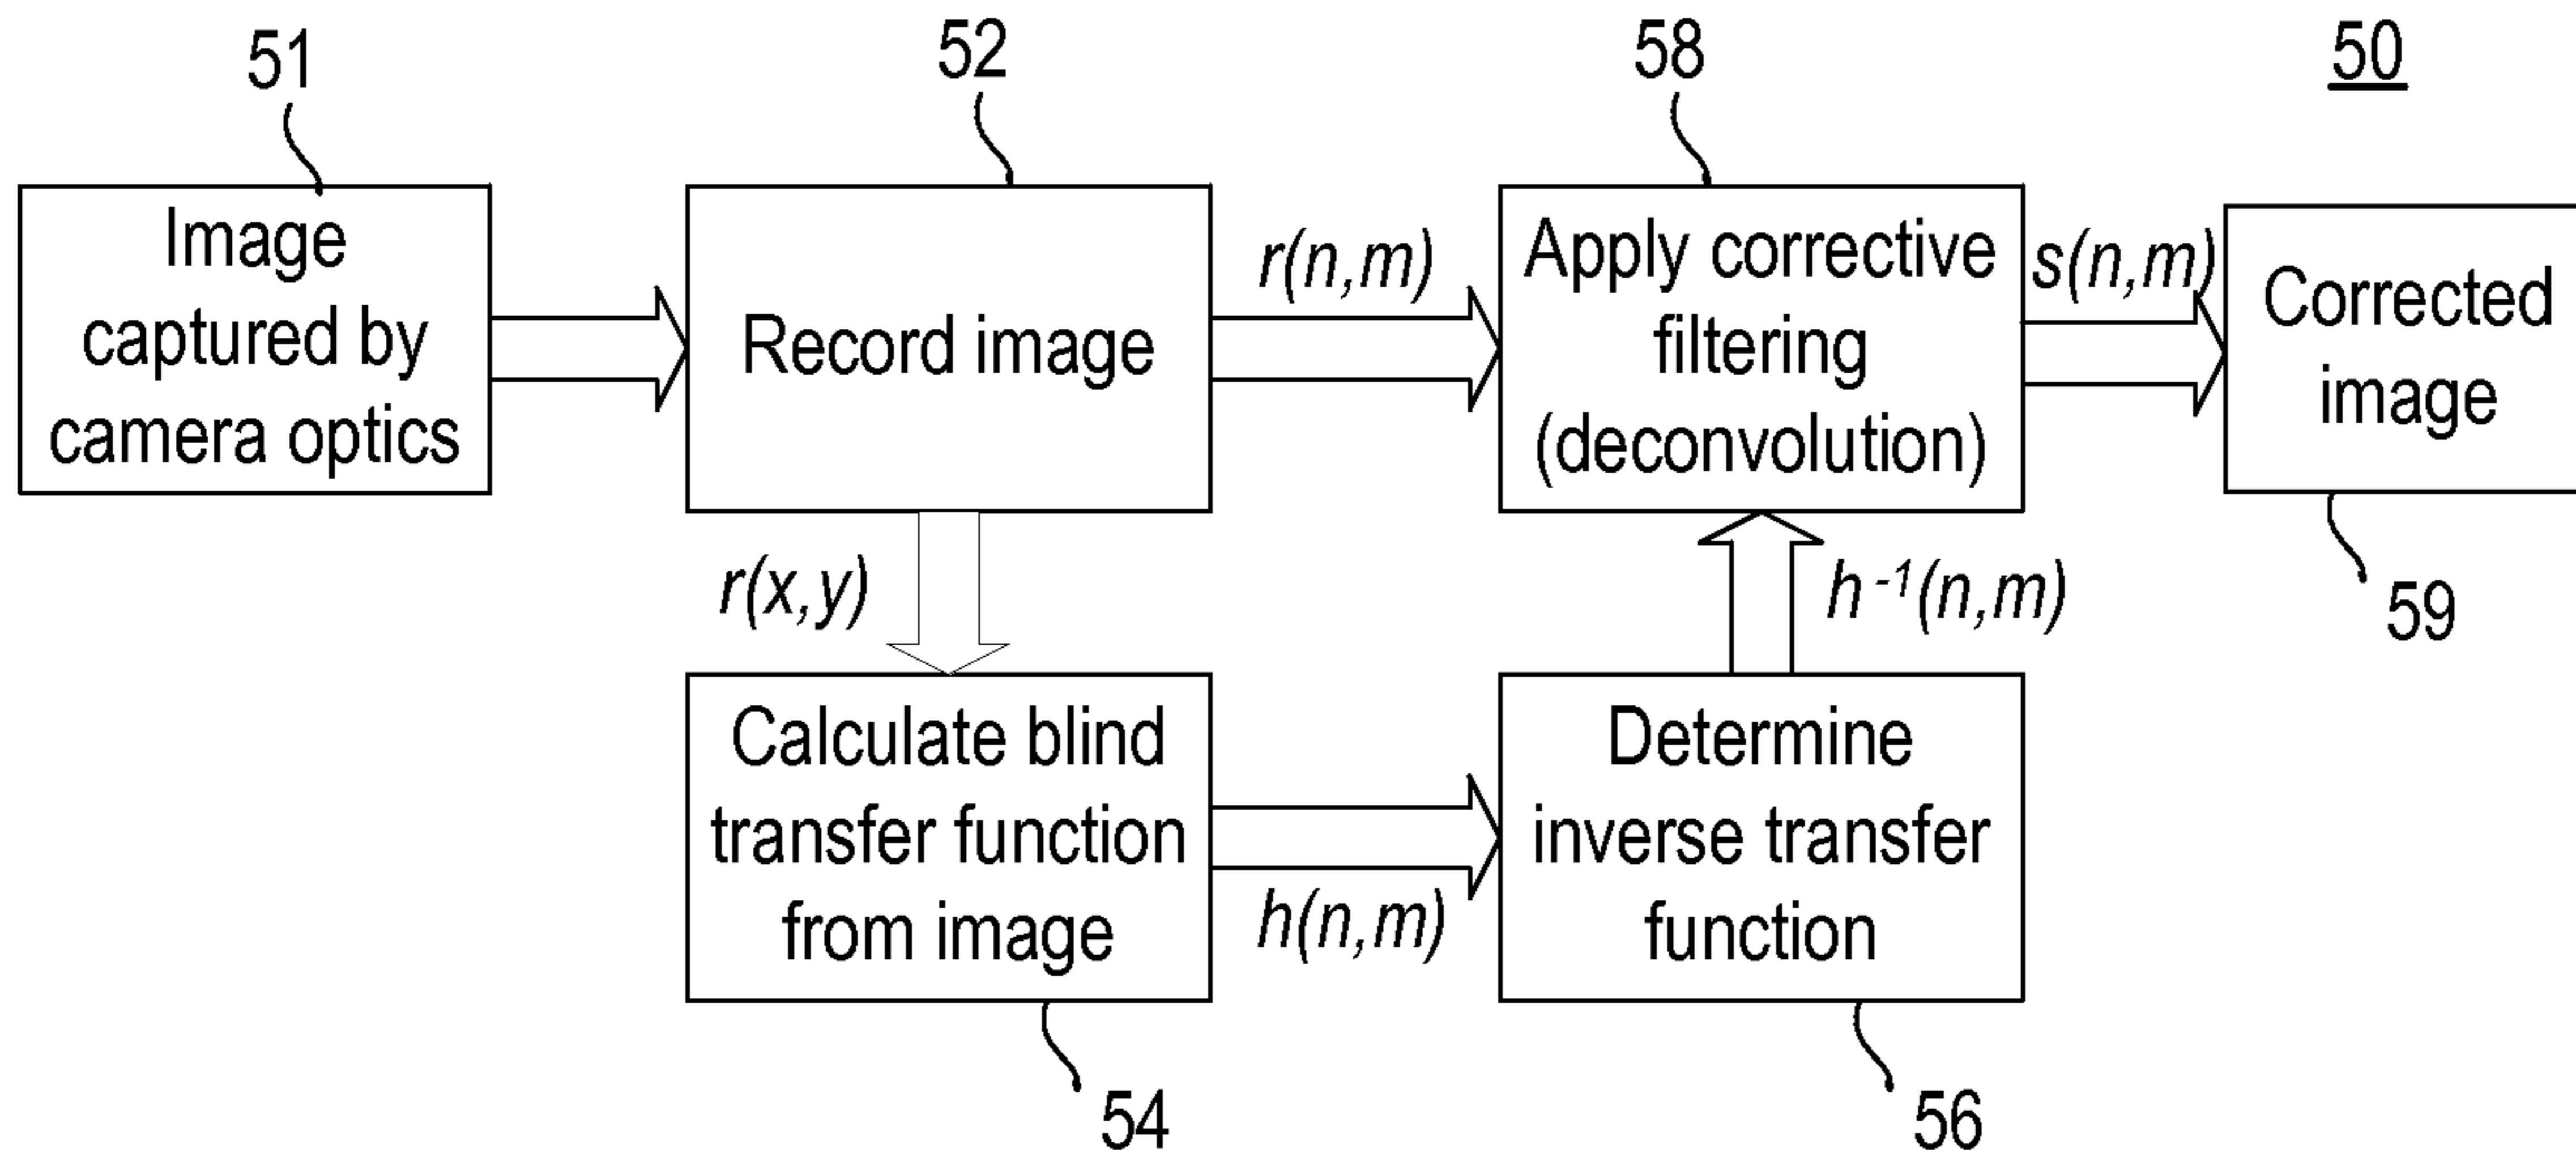 51
52
58
50
Image
captured by
camera optics
Record image
r(n,m)
Apply corrective
filtering
(deconvolution)
s(n,m)
Corrected
image
59
r(x,y)
h⁻¹(n,m)
Calculate blind
transfer function
from image
h(n,m)
Determine
inverse transfer
function
54
56